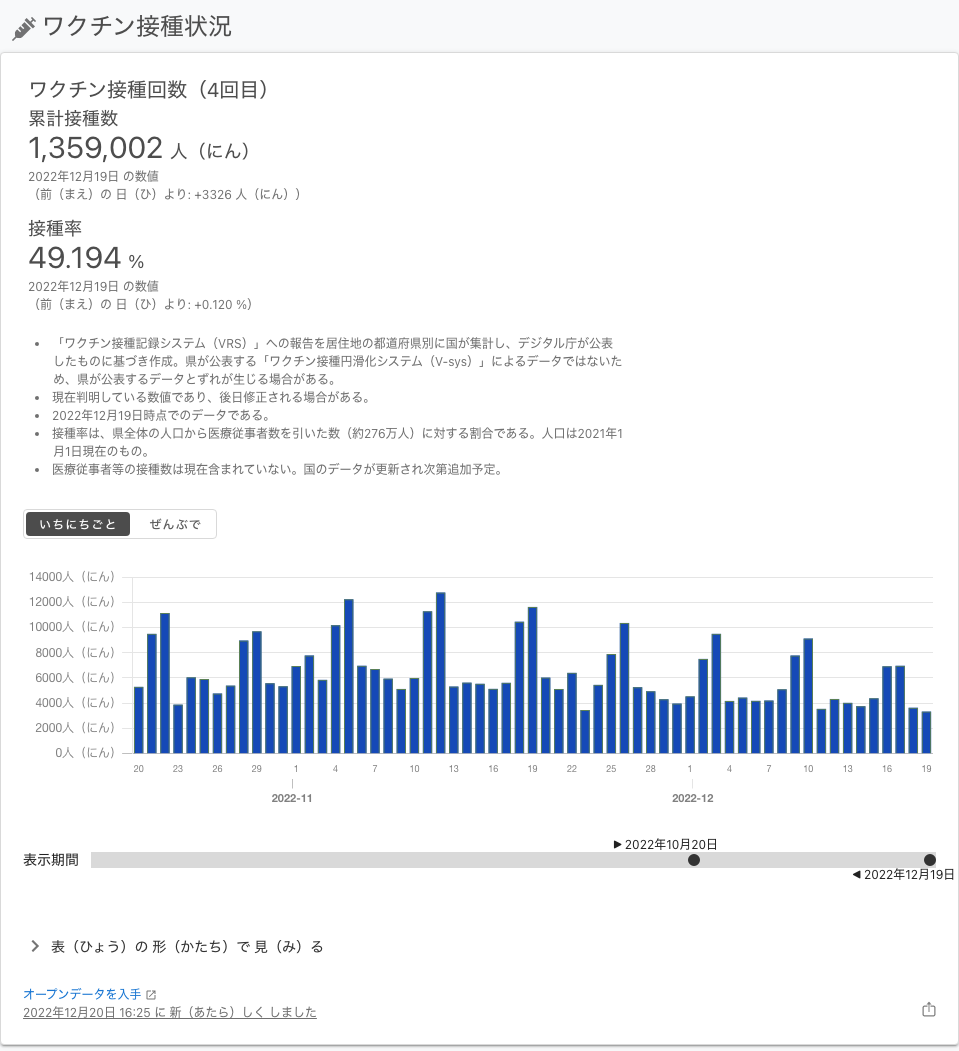 ワクチン接種状況
ワクチン接種回数（4回目）
累計接種数
1,359,002 人（にん）
2022年12月19日 の数値
（前（まえ）の 日（ひ）より: +3326 人（にん））
接種率
49.194 %
2022年12月19日 の数値
（前（まえ）の 日（ひ）より: +0.120 %）
• 「ワクチン接種記録システム（VRS）」への報告を居住地の都道府県別に国が集計し、デジタル庁が公表
したものに基づき作成。県が公表する「ワクチン接種円滑化システム（V-sys）」によるデータではないた
め、県が公表するデータとずれが生じる場合がある。
• 現在判明している数値であり、後日修正される場合がある。
• 2022年12月19日時点でのデータである。
• 接種率は、県全体の人口から医療従事者数を引いた数（約276万人）に対する割合である。人口は2021年1
月1日現在のもの。
• 医療従事者等の接種数は現在含まれていない。国のデータが更新され次第追加予定。
いちにちごと ぜんぶで
14000人（にん）
12000人（にん）
10000人（にん）
8000人（にん）
6000人（にん）
4000人（にん）
2000人（にん）
0人（にん）
20 23 26 29 1 4 7 10 13 16 19 22 25 28 1 4 7 10 13 16 19
2022-11 2022-12
▶ 2022年10月20日
表示期間
◀ 2022年12月19日
表（ひょう）の 形（かたち）で 見（み）る
オープンデータを入手
2022年12月20日 16:25 に 新（あたら）しく しました